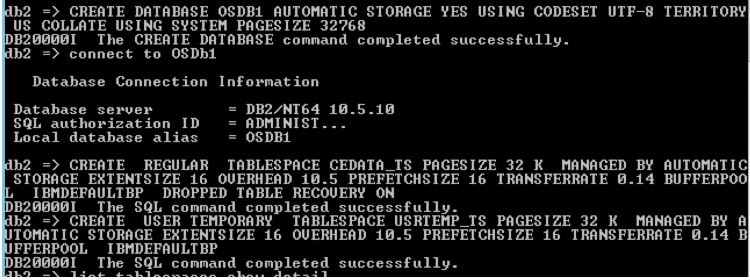 db2 => CREATE DATABASE OSDB1 AUTOMATIC STORAGE YES USING CODESET UTF-8 TERRITORY
 US COLLATE USING SYSTEM PAGESIZE 32768
DB20000I  The CREATE DATABASE command completed successfully.
db2 => connect to OSDb1
Database Connection Information
Database server        = DB2/NT64 10.5.10
SQL authorization ID   = ADMINIST...
Local database alias   = OSDB1
db2 => CREATE  REGULAR  TABLESPACE CEDATA_TS PAGESIZE 32 K  MANAGED BY AUTOMATIC
 STORAGE EXTENTSIZE 16 OVERHEAD 10.5 PREFETCHSIZE 16 TRANSFERRATE 0.14 BUFFERPOO
L  IBMDEFAULTBP  DROPPED TABLE RECOVERY ON
DB20000I  The SQL command completed successfully.
db2 => CREATE  USER TEMPORARY  TABLESPACE USRTEMP_TS PAGESIZE 32 K  MANAGED BY A
UTOMATIC STORAGE EXTENTSIZE 16 OVERHEAD 10.5 PREFETCHSIZE 16 TRANSFERRATE 0.14 B
UFFERPOOL  IBMDEFAULTBP
DB20000I  The SQL command completed successfully.
db2 => list tablespaces show detail